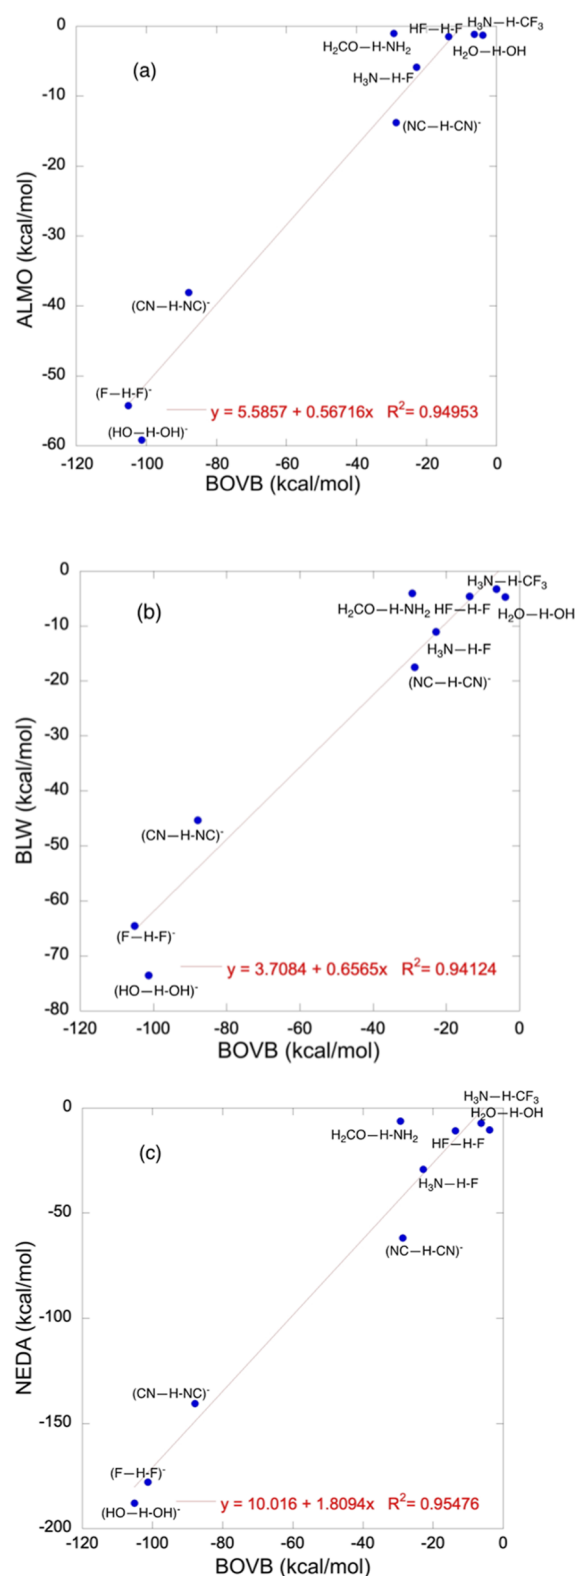 0
-10
-20
-30
-40
-50
-60
-120
-100
-80
-60
-40
-20
0
ALMO (kcal/mol)
BOVB (kcal/mol)
(a)
HF—H-F
H₃N—H-CF₃
H₂CO—H-NH₂
H₂O—H-OH
H₃N—H-F
(NC—H-CN)⁻
(CN—H-NC)⁻
(F—H-F)⁻
(HO—H-OH)⁻
y = 5.5857 + 0.56716x R²= 0.94953
0
-10
-20
-30
-40
-50
-60
-70
-80
-120
-100
-80
-60
-40
-20
0
BLW (kcal/mol)
BOVB (kcal/mol)
(b)
H₃N—H-CF₃
H₂CO—H-NH₂
HF—H-F
H₂O—H-OH
H₃N—H-F
(NC—H-CN)⁻
(CN—H-NC)⁻
(F—H-F)⁻
(HO—H-OH)⁻
y = 3.7084 + 0.6565x R²= 0.94124
0
-50
-100
-150
-200
-120
-100
-80
-60
-40
-20
0
NEDA (kcal/mol)
BOVB (kcal/mol)
(c)
H₃N—H-CF₃
H₂O—H-OH
H₂CO—H-NH₂
HF—H-F
H₃N—H-F
(NC—H-CN)⁻
(CN—H-NC)⁻
(F—H-F)⁻
(HO—H-OH)⁻
y = 10.016 + 1.8094x R²= 0.95476